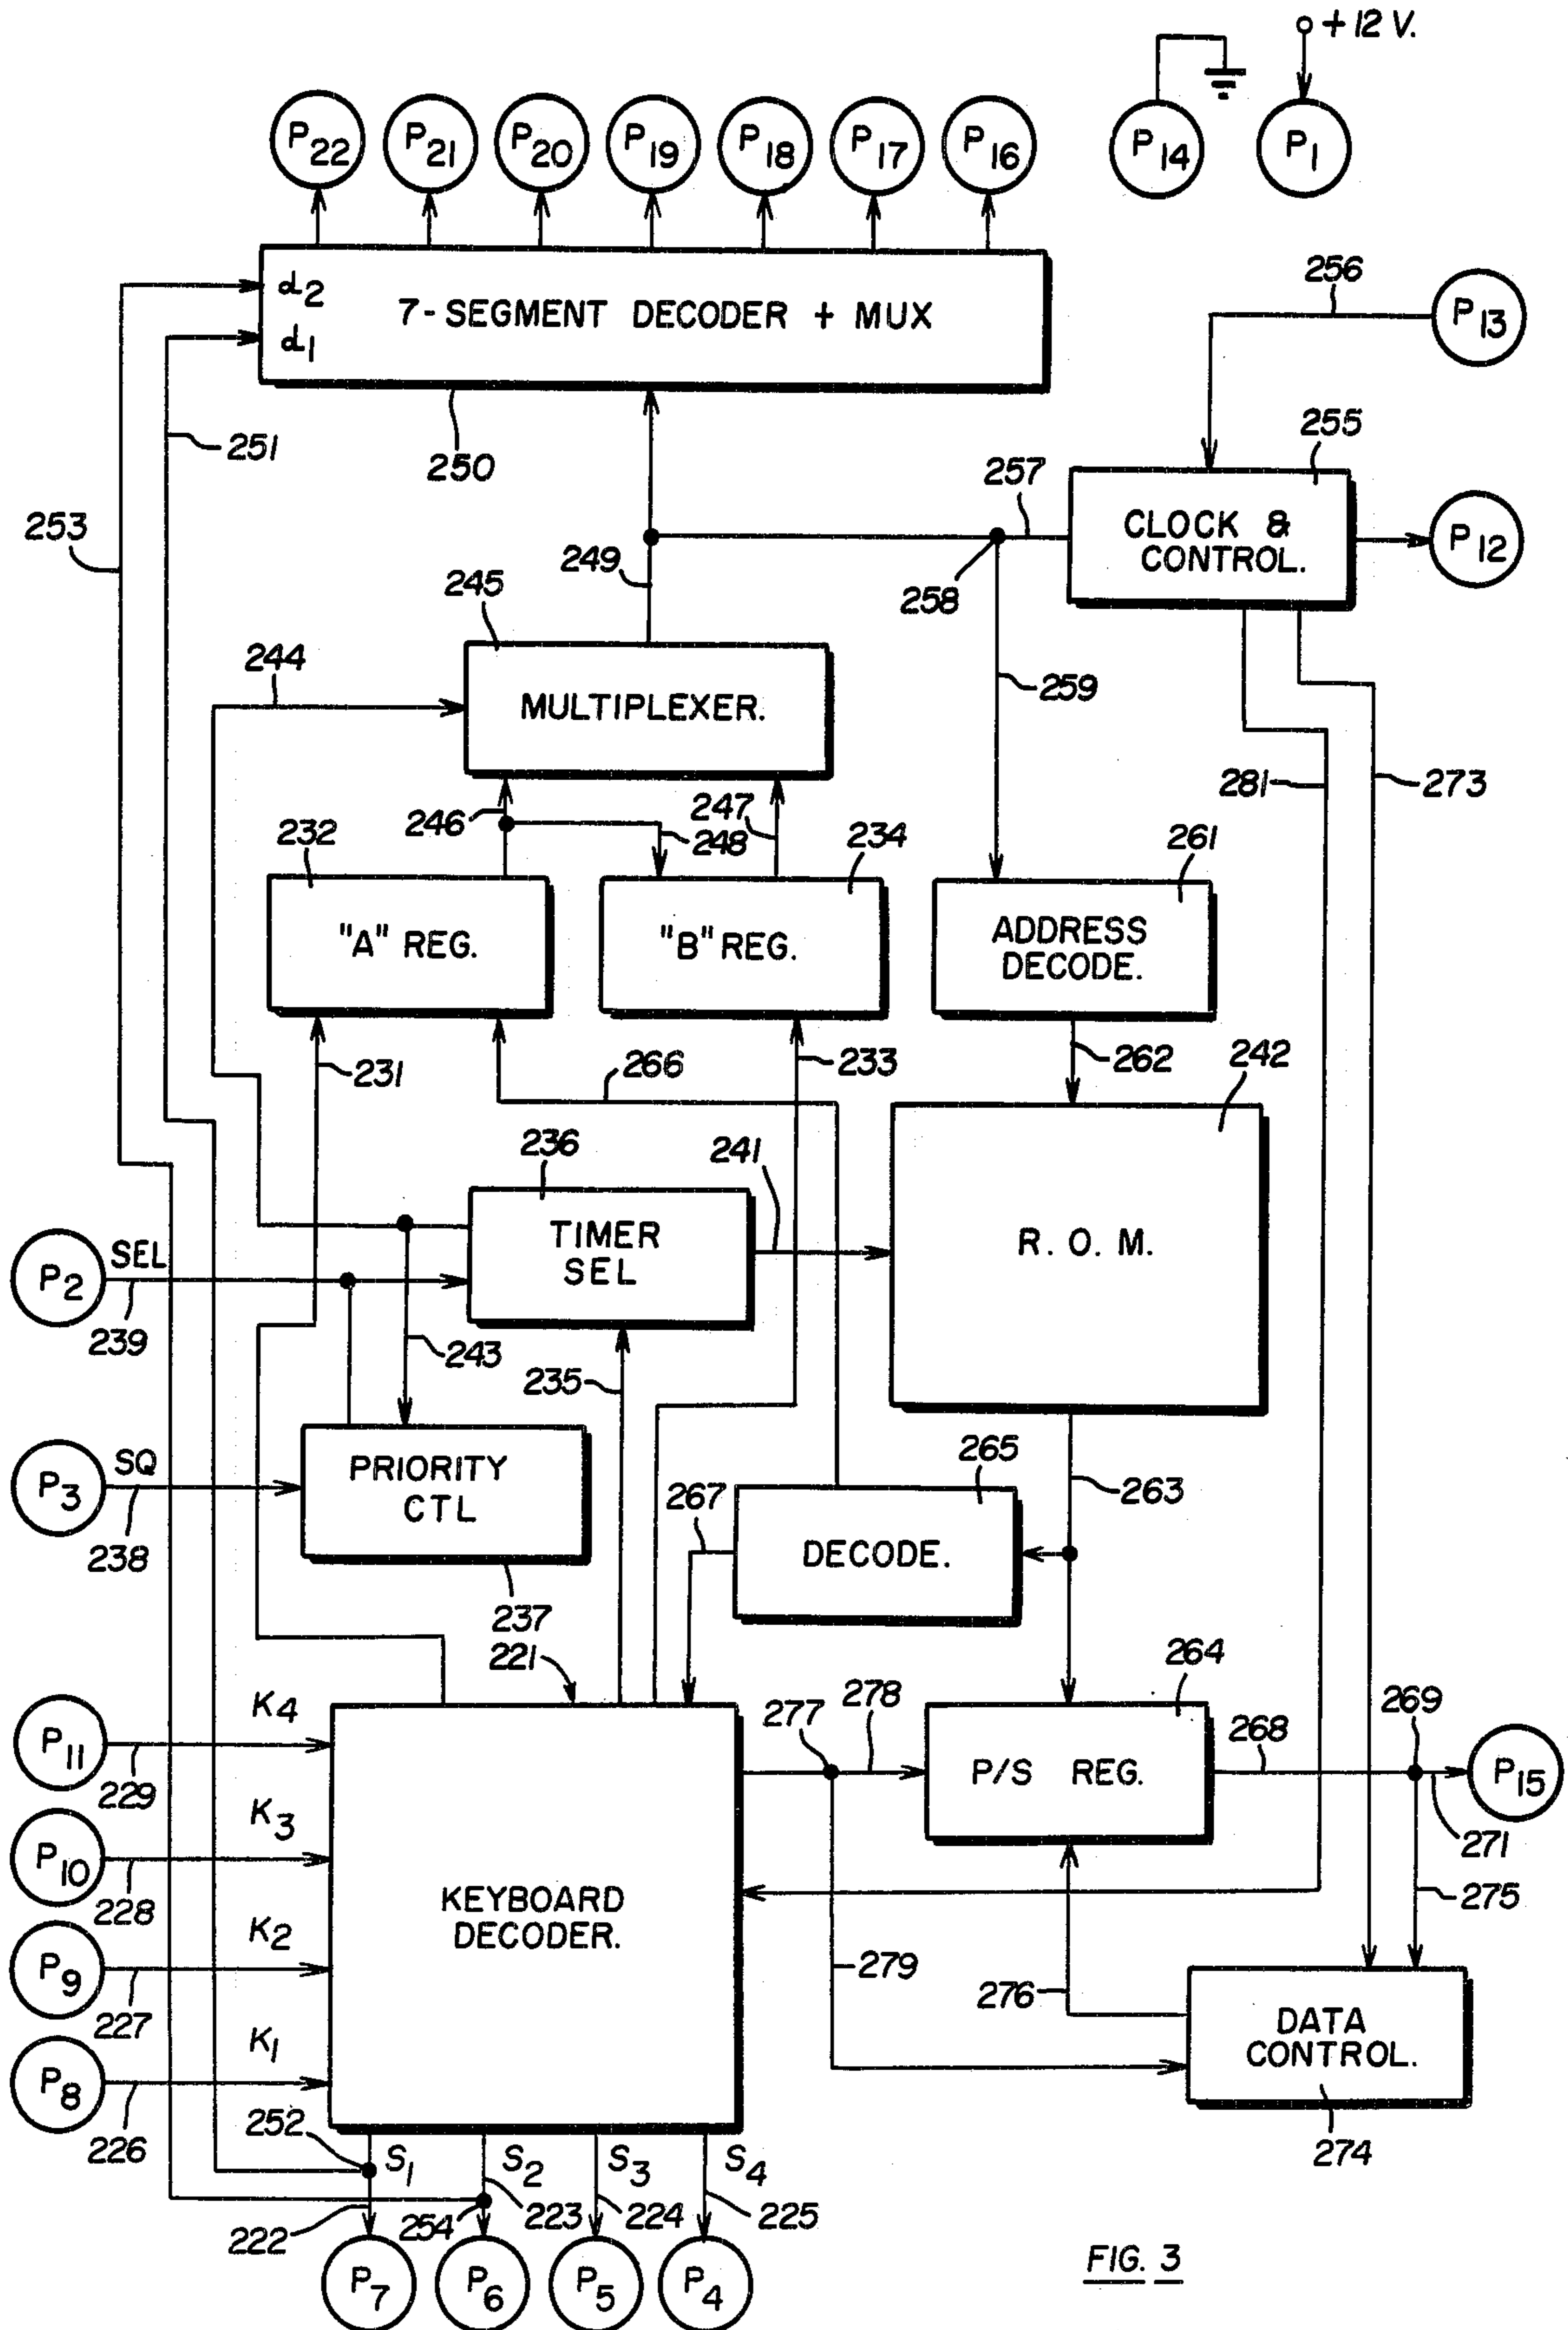 +12 V.
P22 P21 P20 P19 P18 P17 P16 P14 P1
d2
7-SEGMENT DECODER + MUX
d1
256
P13
251
250
255
257
253
CLOCK &
CONTROL.
P12
249
258
245
244
259
MULTIPLEXER.
281
273
246
247
248
232
234
261
"A" REG.
"B" REG.
ADDRESS
DECODE.
231
266
233
262
242
236
241
TIMER
SEL
R. O. M.
P2
SEL
239
243
235
P3
SQ
238
PRIORITY
CTL
237
265
263
267
DECODE.
221
264
P11
K4
229
277
278
268
269
P/S REG.
P15
271
P10
K3
228
KEYBOARD
DECODER.
275
P9
K2
227
279
276
P8
K1
226
DATA
CONTROL.
274
252
S1 S2 S3 S4
222 254 223 224 225
P7 P6 P5 P4
FIG. 3